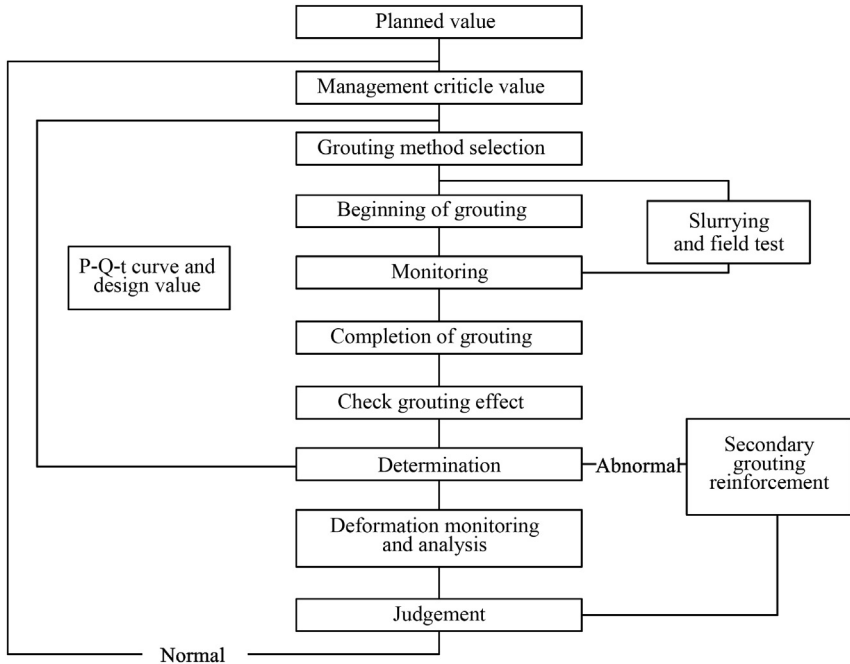 Planned value
Management criticle value
Grouting method selection
Beginning of grouting
Slurrying
and field test
P-Q-t curve and
design value
Monitoring
Completion of grouting
Check grouting effect
Determination
Abnormal
Secondary
grouting
reinforcement
Deformation monitoring
and analysis
Judgement
Normal